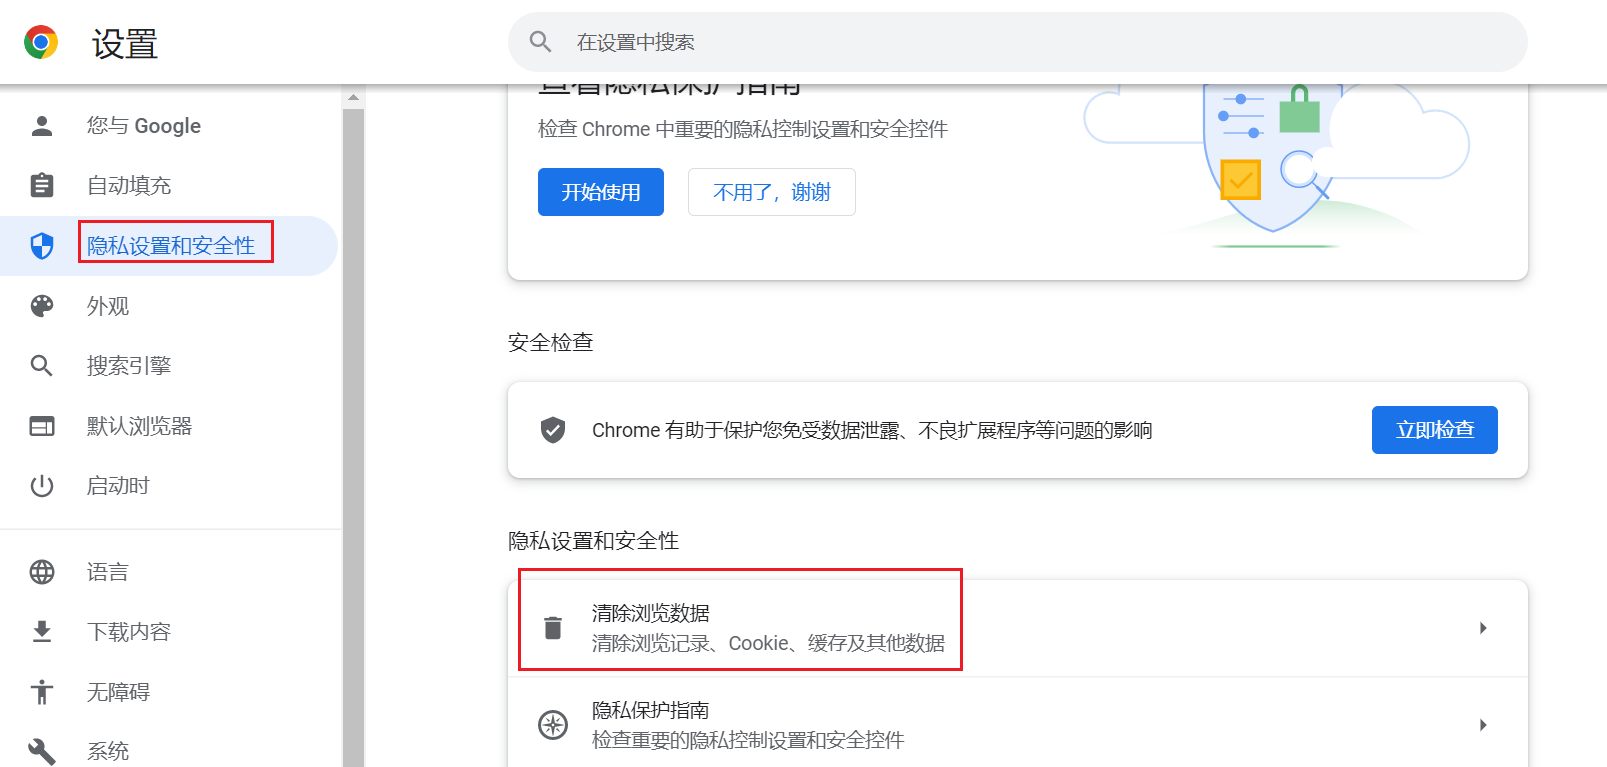 设置
在设置中搜索
您与 Google
自动填充
隐私设置和安全性
外观
搜索引擎
默认浏览器
启动时
语言
下载内容
无障碍
系统
查看隐私保护指南
检查 Chrome 中重要的隐私控制设置和安全控件
开始使用
不用了，谢谢
安全检查
Chrome 有助于保护您免受数据泄露、不良扩展程序等问题的影响
立即检查
隐私设置和安全性
清除浏览数据
清除浏览记录、Cookie、缓存及其他数据
隐私保护指南
检查重要的隐私控制设置和安全控件